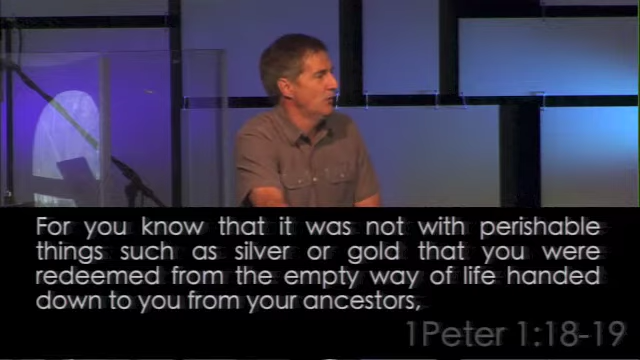 For you know that it was not with perishable
things such as silver or gold that you were
redeemed from the empty way of life handed
down to you from your ancestors,
1Peter 1:18-19